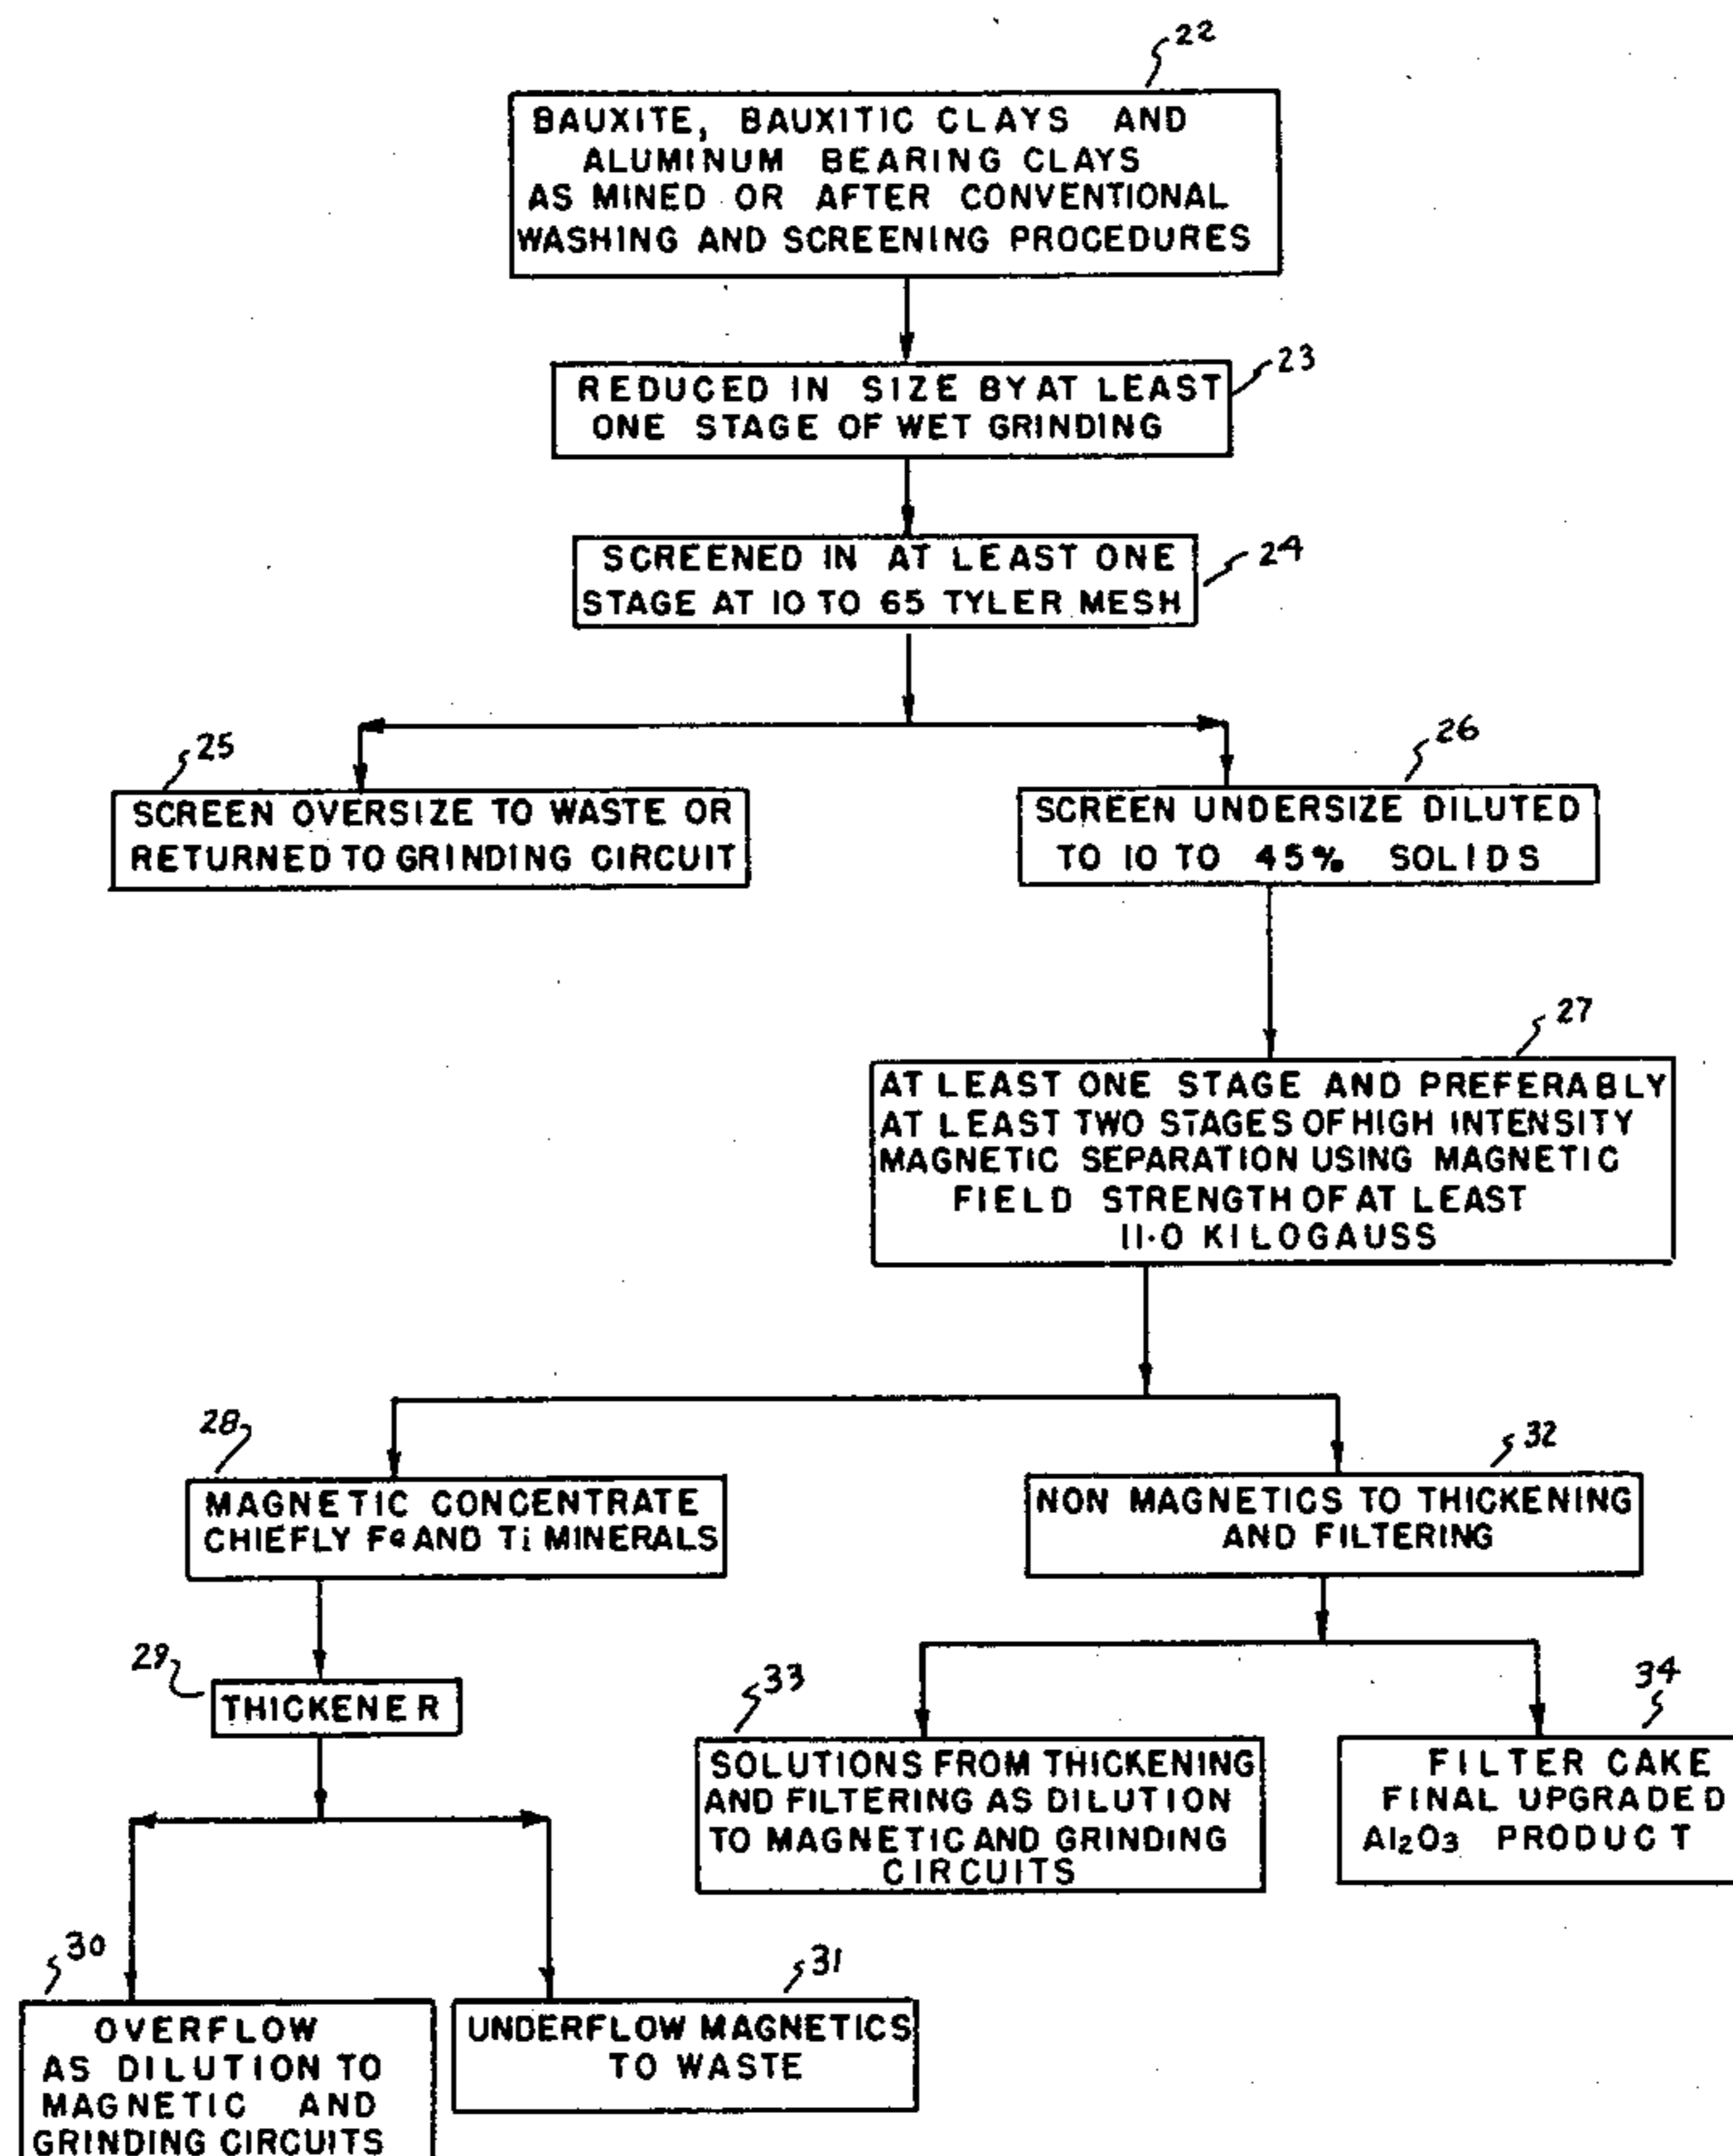 22
BAUXITE, BAUXITIC CLAYS AND
ALUMINUM BEARING CLAYS
AS MINED OR AFTER CONVENTIONAL
WASHING AND SCREENING PROCEDURES
23
REDUCED IN SIZE BY AT LEAST
ONE STAGE OF WET GRINDING
24
SCREENED IN AT LEAST ONE
STAGE AT 10 TO 65 TYLER MESH
25
SCREEN OVERSIZE TO WASTE OR
RETURNED TO GRINDING CIRCUIT
26
SCREEN UNDERSIZE DILUTED
TO 10 TO 45% SOLIDS
27
AT LEAST ONE STAGE AND PREFERABLY
AT LEAST TWO STAGES OF HIGH INTENSITY
MAGNETIC SEPARATION USING MAGNETIC
FIELD STRENGTH OF AT LEAST
11.0 KILOGAUSS
28
MAGNETIC CONCENTRATE
CHIEFLY Fe AND Ti MINERALS
29
THICKENER
30
OVERFLOW
AS DILUTION TO
MAGNETIC AND
GRINDING CIRCUITS
31
UNDERFLOW MAGNETICS
TO WASTE
32
NON MAGNETICS TO THICKENING
AND FILTERING
33
SOLUTIONS FROM THICKENING
AND FILTERING AS DILUTION
TO MAGNETIC AND GRINDING
CIRCUITS
34
FILTER CAKE
FINAL UPGRADED
Al2O3 PRODUCT